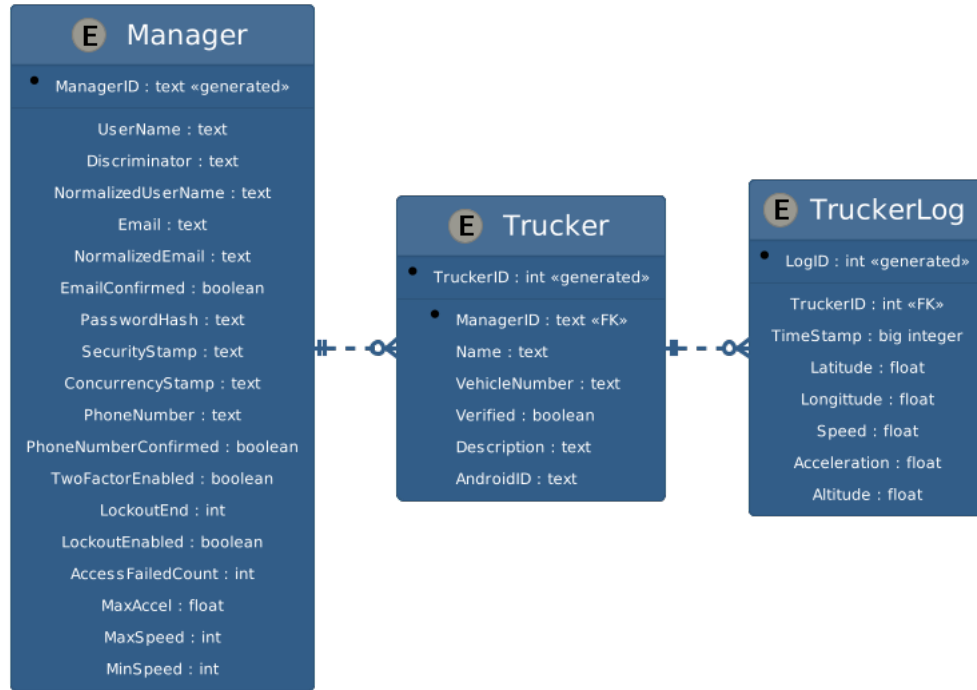 E Manager
ManagerID : text «generated»
UserName : text
Discriminator : text
NormalizedUserName : text
Email : text
NormalizedEmail : text
EmailConfirmed : boolean
PasswordHash : text
SecurityStamp : text
ConcurrencyStamp : text
PhoneNumber : text
PhoneNumberConfirmed : boolean
TwoFactorEnabled : boolean
LockoutEnd : int
LockoutEnabled : boolean
AccessFailedCount : int
MaxAccel : float
MaxSpeed : int
MinSpeed : int
E Trucker
TruckerID : int «generated»
ManagerID : text «FK»
Name : text
VehicleNumber : text
Verified : boolean
Description : text
AndroidID : text
E TruckerLog
LogID : int «generated»
TruckerID : int «FK»
TimeStamp : big integer
Latitude : float
Longittude : float
Speed : float
Acceleration : float
Altitude : float